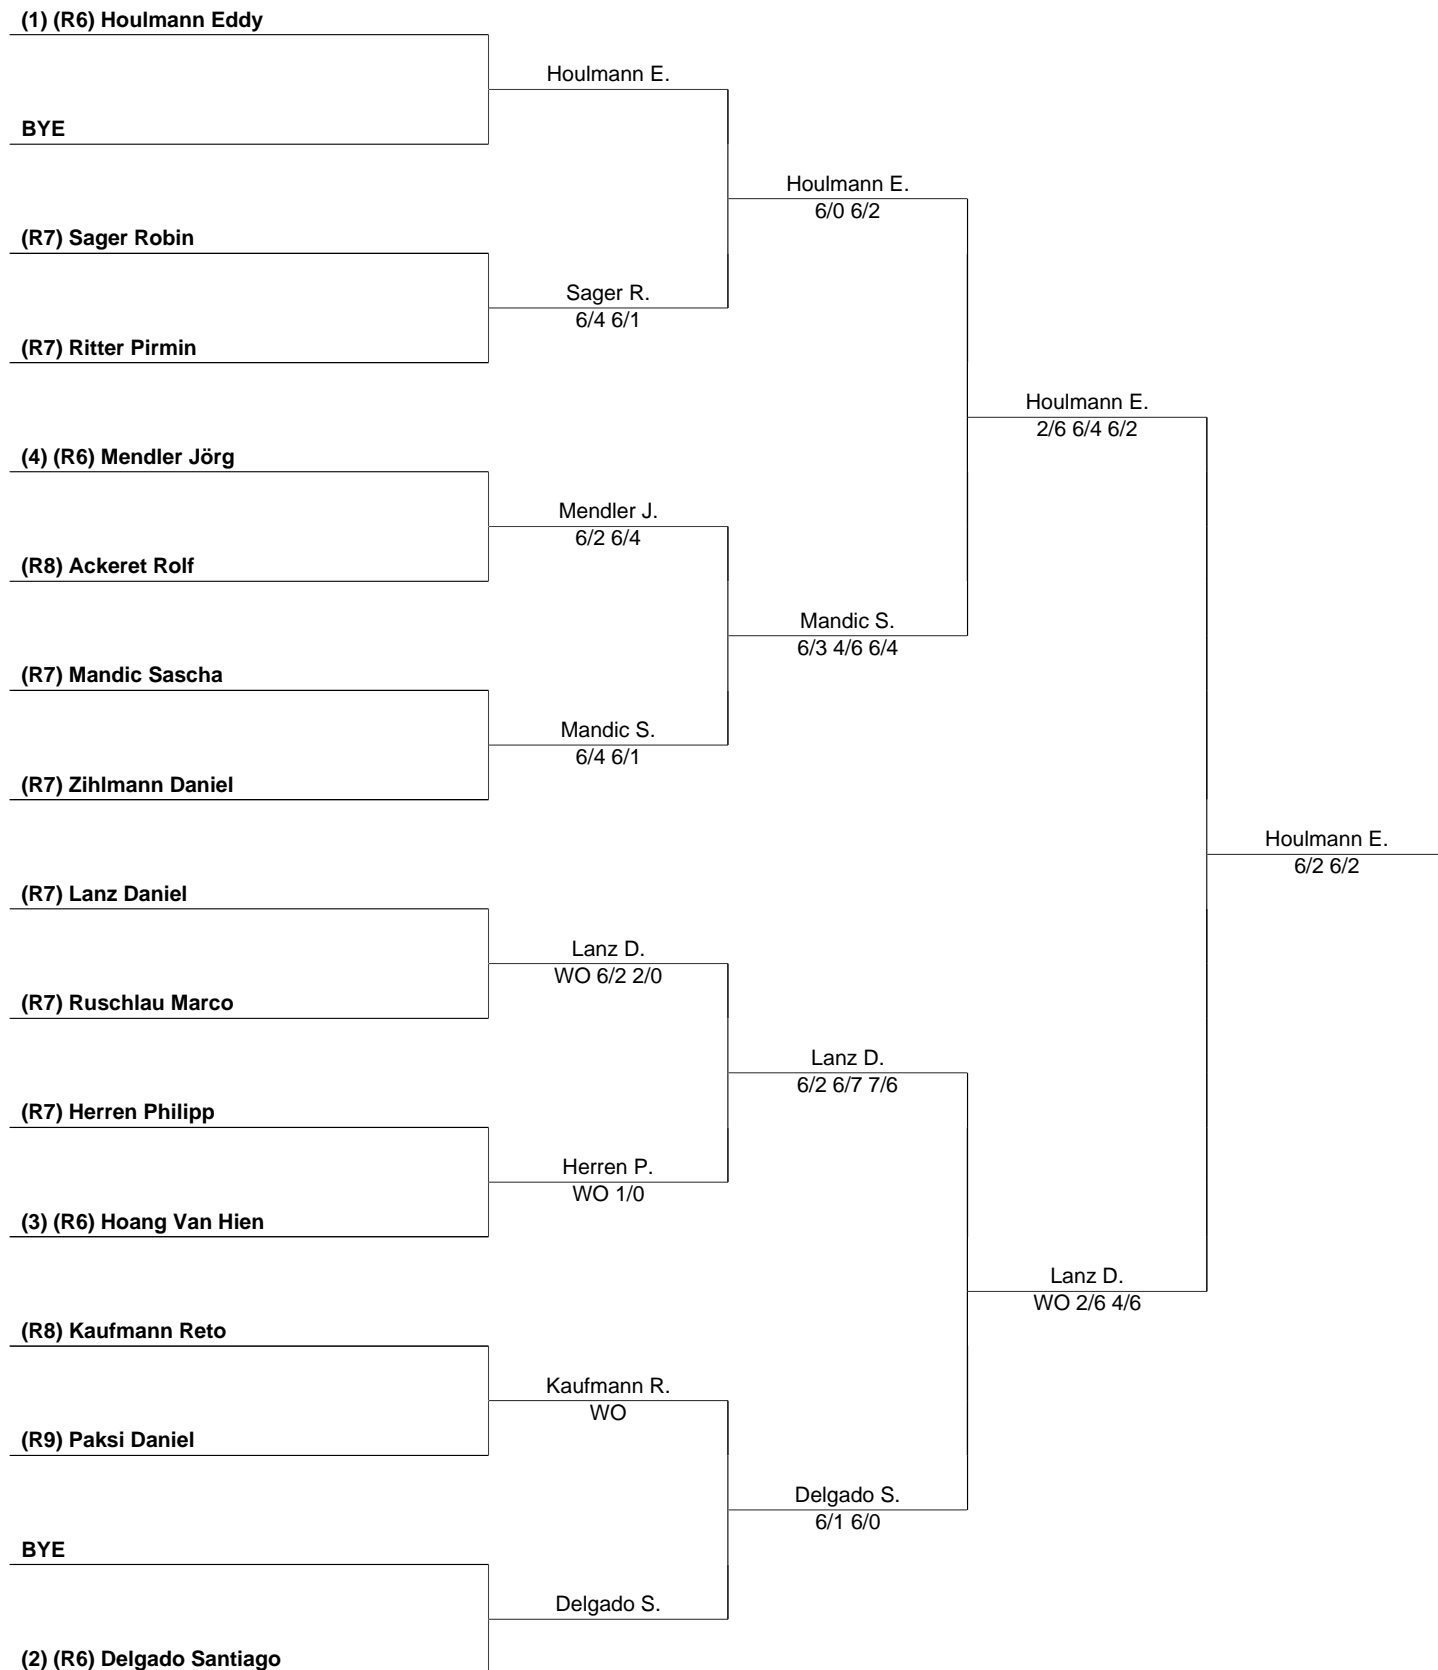 (1) (R6) Houlmann Eddy
Houlmann E.
BYE
Houlmann E.
6/0 6/2
(R7) Sager Robin
Sager R.
6/4 6/1
(R7) Ritter Pirmin
Houlmann E.
2/6 6/4 6/2
(4) (R6) Mendler Jörg
Mendler J.
6/2 6/4
(R8) Ackeret Rolf
Mandic S.
6/3 4/6 6/4
(R7) Mandic Sascha
Mandic S.
6/4 6/1
(R7) Zihlmann Daniel
Houlmann E.
6/2 6/2
(R7) Lanz Daniel
Lanz D.
WO 6/2 2/0
(R7) Ruschlau Marco
Lanz D.
6/2 6/7 7/6
(R7) Herren Philipp
Herren P.
WO 1/0
(3) (R6) Hoang Van Hien
Lanz D.
WO 2/6 4/6
(R8) Kaufmann Reto
Kaufmann R.
WO
(R9) Paksi Daniel
Delgado S.
6/1 6/0
BYE
Delgado S.
(2) (R6) Delgado Santiago